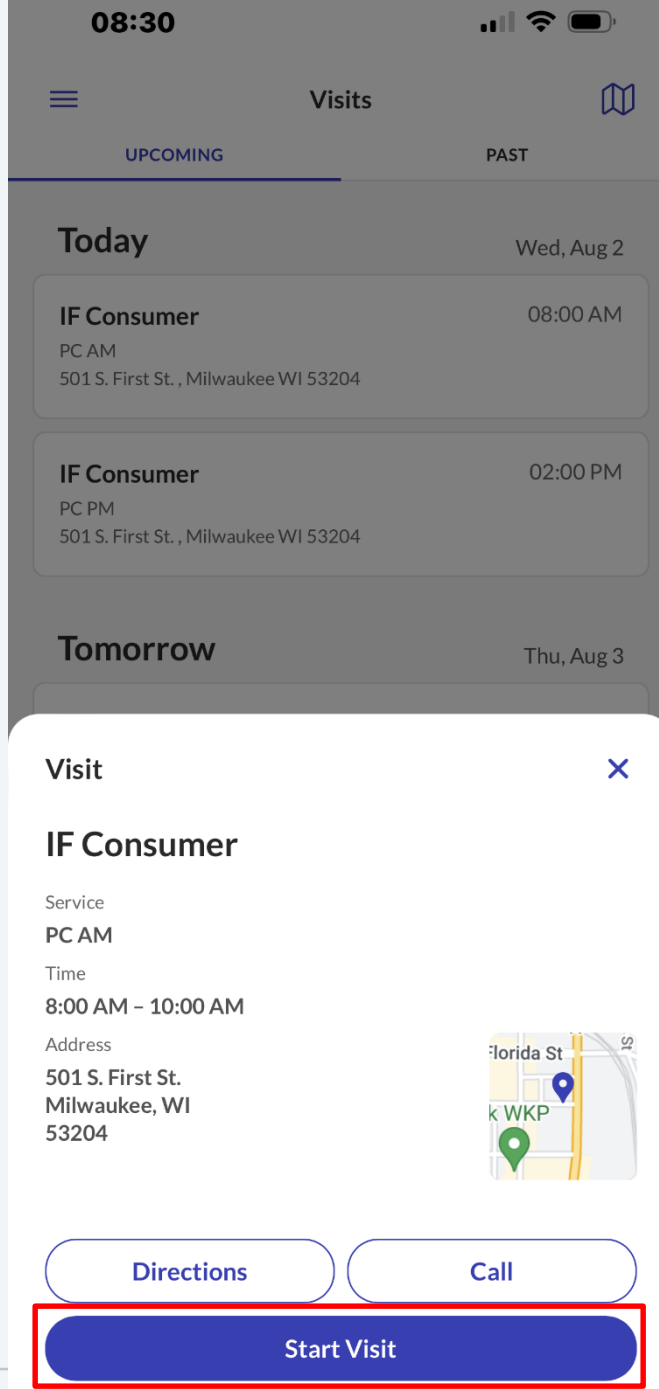 08:30
Visits
UPCOMING PAST
Today Wed, Aug 2
IF Consumer 08:00 AM
PC AM
501 S. First St. , Milwaukee WI 53204
IF Consumer 02:00 PM
PC PM
501 S. First St. , Milwaukee WI 53204
Tomorrow Thu, Aug 3
Visit
IF Consumer
Service
PC AM
Time
8:00 AM – 10:00 AM
Address
501 S. First St.
Milwaukee, WI
53204
Florida St
St
k WKP
Directions Call
Start Visit